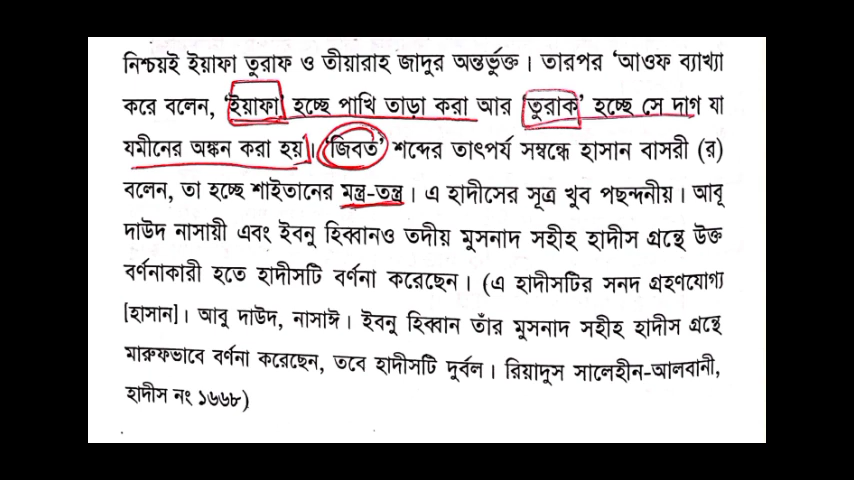 নিশ্চয়ই ইয়াফা তুরাফ ও তীয়ারাহ জাদুর অন্তর্ভুক্ত। তারপর 'আওফ ব্যাখ্যা
করে বলেন, 'ইয়াফা' হচ্ছে পাখি তাড়া করা আর 'তুরাক' হচ্ছে সে দাগ যা
যমীনের অঙ্কন করা হয়। 'জিবত' শব্দের তাৎপর্য সম্বন্ধে হাসান বাসরী (র)
বলেন, তা হচ্ছে শাইতানের মন্ত্র-তন্ত্র। এ হাদীসের সূত্র খুব পছন্দনীয়। আবূ
দাউদ নাসায়ী এবং ইবনু হিব্বানও তদীয় মুসনাদ সহীহ হাদীস গ্রন্থে উক্ত
বর্ণনাকারী হতে হাদীসটি বর্ণনা করেছেন। (এ হাদীসটির সনদ গ্রহণযোগ্য
[হাসান]। আবু দাউদ, নাসাঈ। ইবনু হিব্বান তাঁর মুসনাদ সহীহ হাদীস গ্রন্থে
মারুফভাবে বর্ণনা করেছেন, তবে হাদীসটি দুর্বল। রিয়াদুস সালেহীন-আলবানী,
হাদীস নং ১৬৬৮)